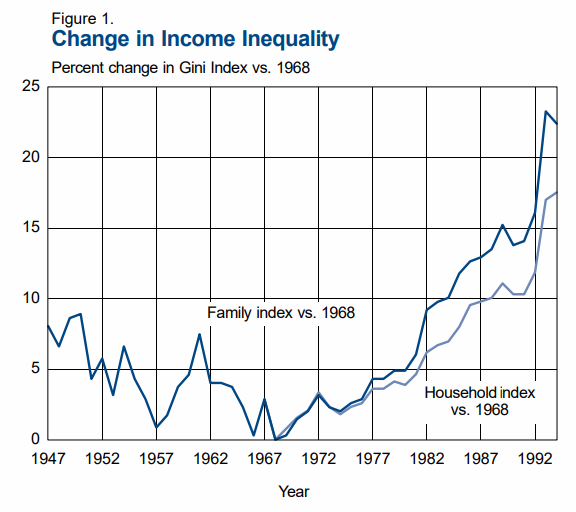 Figure 1.
Change in Income Inequality
Percent change in Gini Index vs. 1968
25
20
15
10
5
0
Family index vs. 1968
Household index
vs. 1968
1947 1952 1957 1962 1967 1972 1977 1982 1987 1992
Year